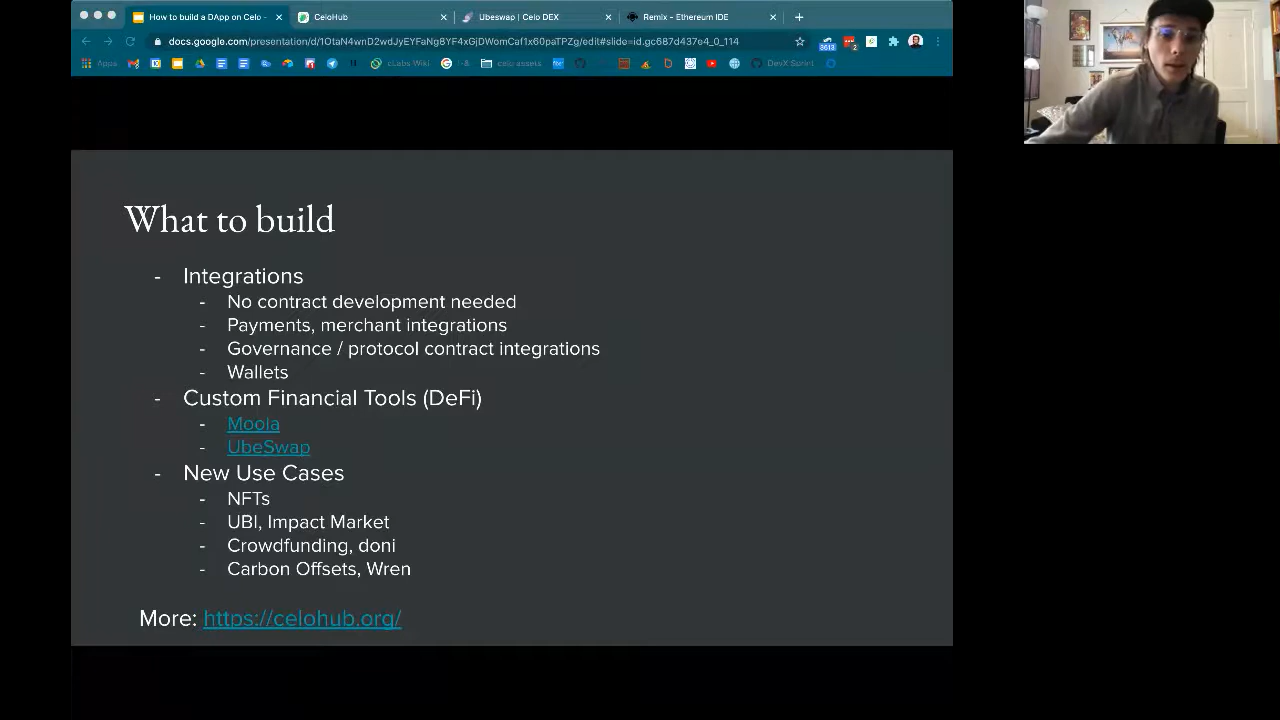 How to build a DApp on Celo -
CeloHub
Ubeswap | Celo DEX
Remix - Ethereum IDE
docs.google.com/presentation/d/1OtaN4wnD2wdJyEYFaNg8YF4xGjDWomCaf1x60paTPZg/edit#slide=id.gc687d437e4_0_114
Apps
cLabs Wiki
celo assets
DevX Sprint
What to build
- Integrations
- No contract development needed
- Payments, merchant integrations
- Governance / protocol contract integrations
- Wallets
- Custom Financial Tools (DeFi)
- Moola
- UbeSwap
- New Use Cases
- NFTs
- UBI, Impact Market
- Crowdfunding, doni
- Carbon Offsets, Wren
More: https://celohub.org/